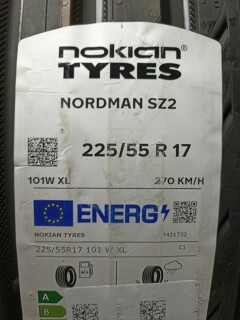 nokian
TYRES
NORDMAN SZ2
225/55 R 17
101W XL 270 KM/H
ENERG
NOKIAN TYRES T431732
225/55R17 101 W XL C1
A
B